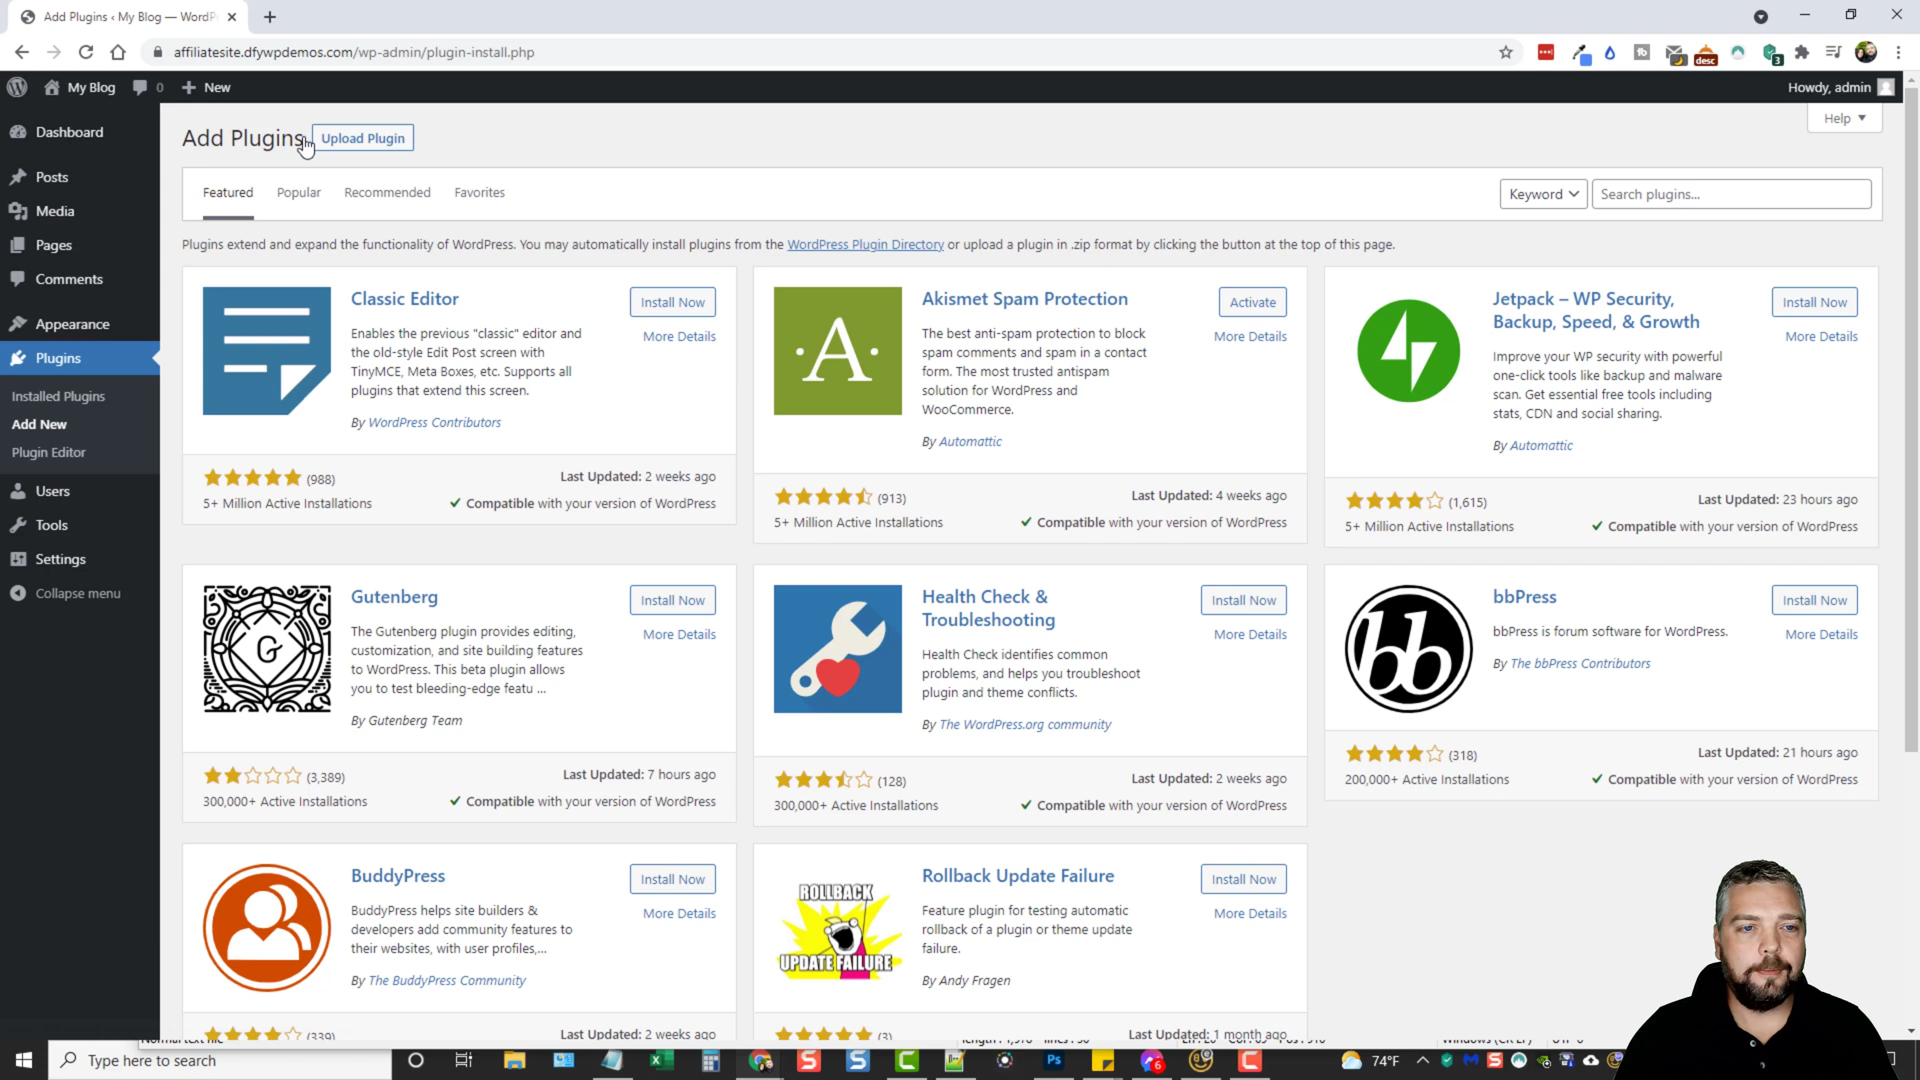 Add Plugins ‹ My Blog — WordP
affiliatesite.dfywpdemos.com/wp-admin/plugin-install.php
desc
3
My Blog
0
New
Howdy, admin
Dashboard
Posts
Media
Pages
Comments
Appearance
Plugins
Installed Plugins
Add New
Plugin Editor
Users
Tools
Settings
Collapse menu
Add Plugins
Upload Plugin
Help
Featured
Popular
Recommended
Favorites
Keyword
Search plugins...
Plugins extend and expand the functionality of WordPress. You may automatically install plugins from the WordPress Plugin Directory or upload a plugin in .zip format by clicking the button at the top of this page.
Classic Editor
Install Now
More Details
Enables the previous "classic" editor and
the old-style Edit Post screen with
TinyMCE, Meta Boxes, etc. Supports all
plugins that extend this screen.
By WordPress Contributors
(988)
Last Updated: 2 weeks ago
5+ Million Active Installations
Compatible with your version of WordPress
A
Akismet Spam Protection
Activate
More Details
The best anti-spam protection to block
spam comments and spam in a contact
form. The most trusted antispam
solution for WordPress and
WooCommerce.
By Automattic
(913)
Last Updated: 4 weeks ago
5+ Million Active Installations
Compatible with your version of WordPress
Jetpack – WP Security,
Backup, Speed, & Growth
Install Now
More Details
Improve your WP security with powerful
one-click tools like backup and malware
scan. Get essential free tools including
stats, CDN and social sharing.
By Automattic
(1,615)
Last Updated: 23 hours ago
5+ Million Active Installations
Compatible with your version of WordPress
G
Gutenberg
Install Now
More Details
The Gutenberg plugin provides editing,
customization, and site building features
to WordPress. This beta plugin allows
you to test bleeding-edge featu ...
By Gutenberg Team
(3,389)
Last Updated: 7 hours ago
300,000+ Active Installations
Compatible with your version of WordPress
Health Check &
Troubleshooting
Install Now
More Details
Health Check identifies common
problems, and helps you troubleshoot
plugin and theme conflicts.
By The WordPress.org community
(128)
Last Updated: 2 weeks ago
300,000+ Active Installations
Compatible with your version of WordPress
bb
bbPress
Install Now
More Details
bbPress is forum software for WordPress.
By The bbPress Contributors
(318)
Last Updated: 21 hours ago
200,000+ Active Installations
Compatible with your version of WordPress
BuddyPress
Install Now
More Details
BuddyPress helps site builders &
developers add community features to
their websites, with user profiles,...
By The BuddyPress Community
(339)
Last Updated: 2 weeks ago
ROLLBACK
UPDATE FAILURE
Rollback Update Failure
Install Now
More Details
Feature plugin for testing automatic
rollback of a plugin or theme update
failure.
By Andy Fragen
(3)
Last Updated: 1 month ago
Type here to search
Ps
6
74°F